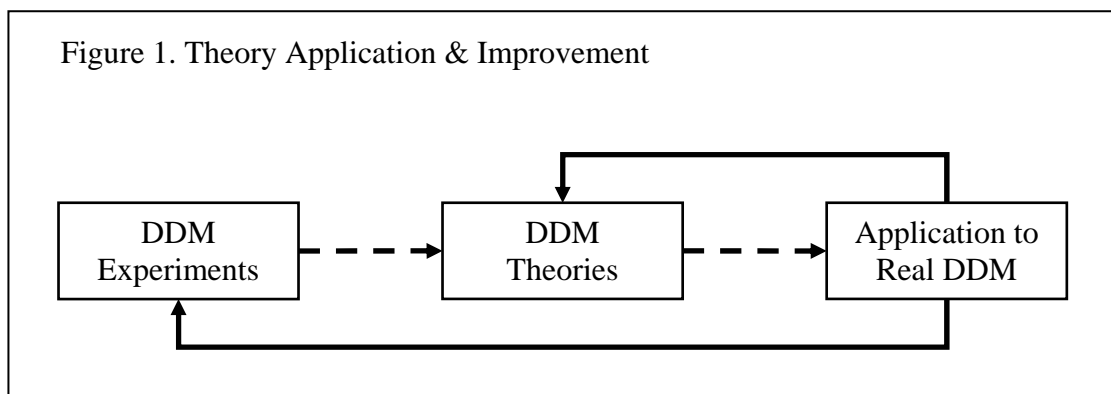 Figure 1. Theory Application & Improvement
DDM
Experiments
DDM
Theories
Application to
Real DDM